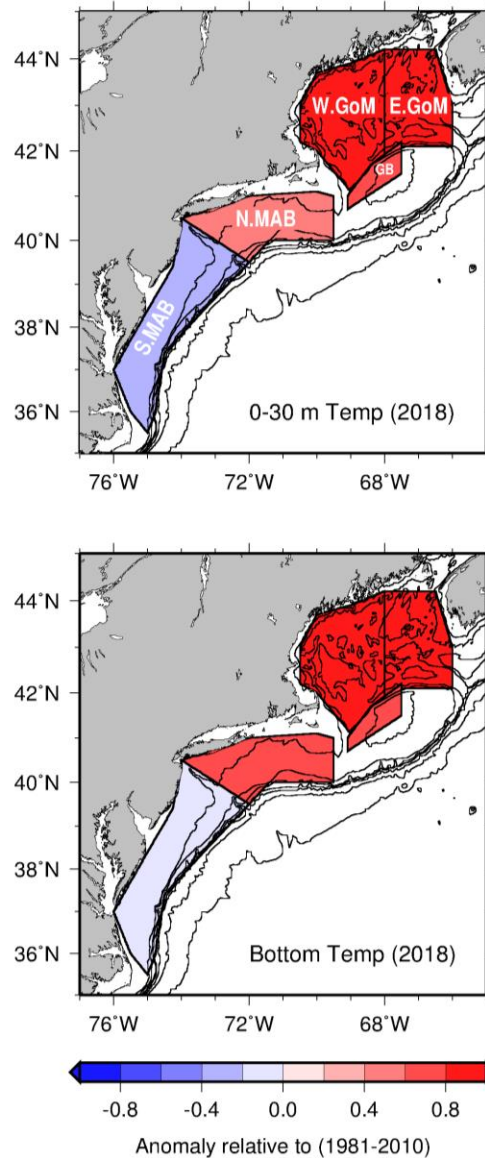 44°N
42°N
40°N
38°N
36°N
W.GoM
E.GoM
GB
N.MAB
S.MAB
0-30 m Temp (2018)
76°W
72°W
68°W
44°N
42°N
40°N
38°N
36°N
Bottom Temp (2018)
76°W
72°W
68°W
-0.8
-0.4
0.0
0.4
0.8
Anomaly relative to (1981-2010)